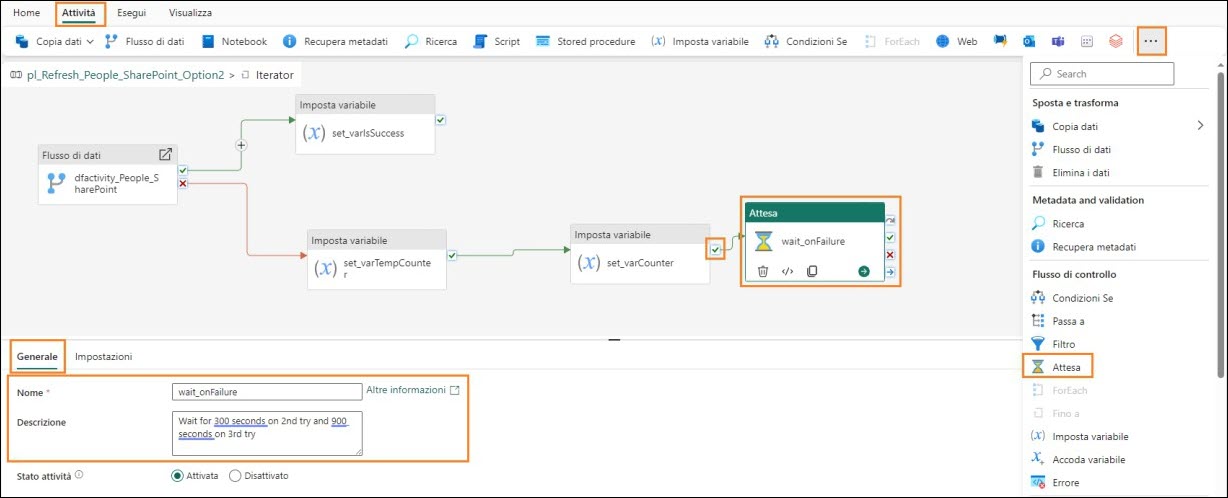 Home
Attività
Esegui
Visualizza
Copia dati
Flusso di dati
Notebook
Recupera metadati
Ricerca
Script
Stored procedure
(x) Imposta variabile
Condizioni Se
ForEach
Web
...
pl_Refresh_People_SharePoint_Option2 > Iterator
Search
Sposta e trasforma
Copia dati
Flusso di dati
Elimina i dati
Metadata and validation
Ricerca
Recupera metadati
Flusso di controllo
Condizioni Se
Passa a
Filtro
Attesa
ForEach
Fino a
(x) Imposta variabile
Accoda variabile
Errore
Imposta variabile
(x) set_varIsSuccess
Flusso di dati
dfactivity_People_S
harePoint
Imposta variabile
(x) set_varTempCounte
r
Imposta variabile
(x) set_varCounter
Attesa
wait_onFailure
Generale
Impostazioni
Nome *
wait_onFailure
Altre informazioni
Descrizione
Wait for 300 seconds on 2nd try and 900
seconds on 3rd try
Stato attività
Attivata
Disattivato